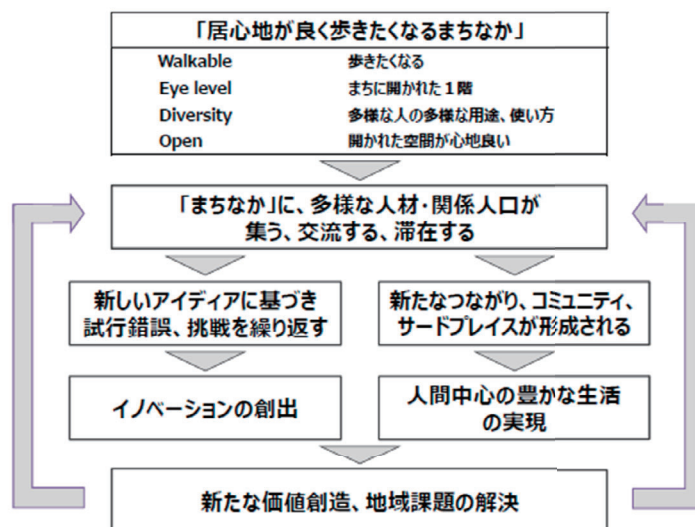 「居心地が良く歩きたくなるまちなか」
Walkable 歩きたくなる
Eye level まちに開かれた１階
Diversity 多様な人の多様な用途、使い方
Open 開かれた空間が心地良い
「まちなか」に、多様な人材・関係人口が
集う、交流する、滞在する
新しいアイディアに基づき
試行錯誤、挑戦を繰り返す
新たなつながり、コミュニティ、
サードプレイスが形成される
イノベーションの創出
人間中心の豊かな生活
の実現
新たな価値創造、地域課題の解決